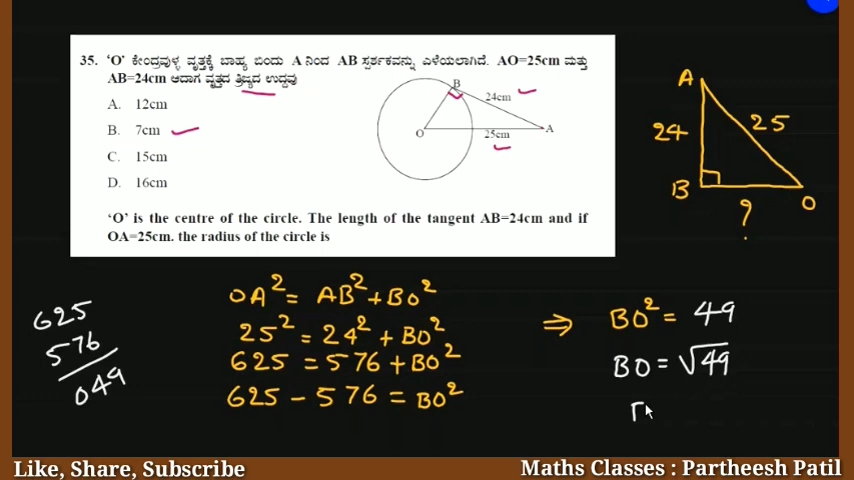 35. ‘O’ ಕೇಂದ್ರವುಳ್ಳ ವೃತ್ತಕ್ಕೆ ಬಾಹ್ಯ ಬಿಂದು A ನಿಂದ AB ಸ್ಪರ್ಶಕವನ್ನು ಎಳೆಯಲಾಗಿದೆ. AO=25cm ಮತ್ತು
AB=24cm ಆದಾಗ ವೃತ್ತದ ತ್ರಿಜ್ಯದ ಉದ್ದವು
A. 12cm
B. 7cm
C. 15cm
D. 16cm
B
24cm
O
25cm
A
‘O’ is the centre of the circle. The length of the tangent AB=24cm and if
OA=25cm. the radius of the circle is
A
24
25
B
?
O
625
576
049
OA² = AB² + BO²
25² = 24² + BO²
625 = 576 + BO²
625 - 576 = BO²
⇒ BO² = 49
BO = √49
Like, Share, Subscribe
Maths Classes : Partheesh Patil